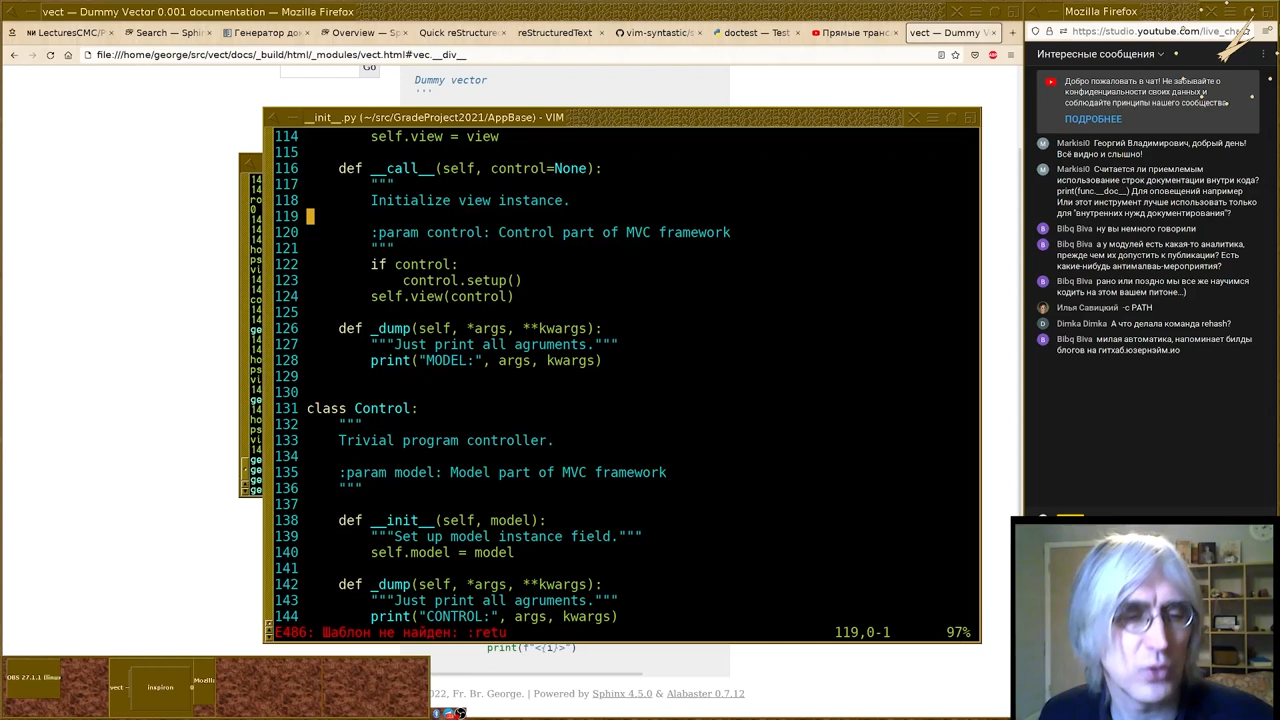 vect — Dummy Vector 0.001 documentation — Mozilla Firefox
Mozilla Firefox
LecturesCMC/P
Search — Sphin
Генератор док
Overview — Sp
Quick reStructure
reStructuredText
vim-syntastic/s
doctest — Test
Прямые транс
vect — Dummy V
file:///home/george/src/vect/docs/_build/html/_modules/vect.html#vec.__div__
https://studio.youtube.com/live_ch
Go
Dummy vector
'''
Интересные сообщения
Добро пожаловать в чат! Не забывайте о
конфиденциальности своих данных и
соблюдайте принципы нашего сообщества.
ПОДРОБНЕЕ
__init__.py (~/src/GradeProject2021/AppBase) - VIM
114 self.view = view
115
116 def __call__(self, control=None):
117 """
118 Initialize view instance.
119
120 :param control: Control part of MVC framework
121 """
122 if control:
123 control.setup()
124 self.view(control)
125
126 def _dump(self, *args, **kwargs):
127 """Just print all agruments."""
128 print("MODEL:", args, kwargs)
129
130
131 class Control:
132 """
133 Trivial program controller.
134
135 :param model: Model part of MVC framework
136 """
137
138 def __init__(self, model):
139 """Set up model instance field."""
140 self.model = model
141
142 def _dump(self, *args, **kwargs):
143 """Just print all agruments."""
144 print("CONTROL:", args, kwargs)
E486: Шаблон не найден: :retu 119,0-1 97%
Markisi0 Георгий Владимирович, добрый день!
Всё видно и слышно!
Markisi0 Считается ли приемлемым
использование строк документации внутри кода?
print(func.__doc__) Для оповещений например
Или этот инструмент лучше использовать только
для "внутренних нужд документирования"?
Bibq Biva ну вы немного говорили
Bibq Biva а у модулей есть какая-то аналитика,
прежде чем их допустить к публикации? Есть
какие-нибудь антималваь-мероприятия?
Bibq Biva рано или поздно мы все же научимся
кодить на этом вашем питоне...)
Илья Савицкий -c PATH
Dimka Dimka А что делала команда rehash?
Bibq Biva милая автоматика, напоминает билды
блогов на гитхаб.юзернэйм.ио
print(f"<{i}>")
2022, Fr. Br. George. | Powered by Sphinx 4.5.0 & Alabaster 0.7.12
OBS 27.1.1 (linux
vect —
inspiron
Mozilla